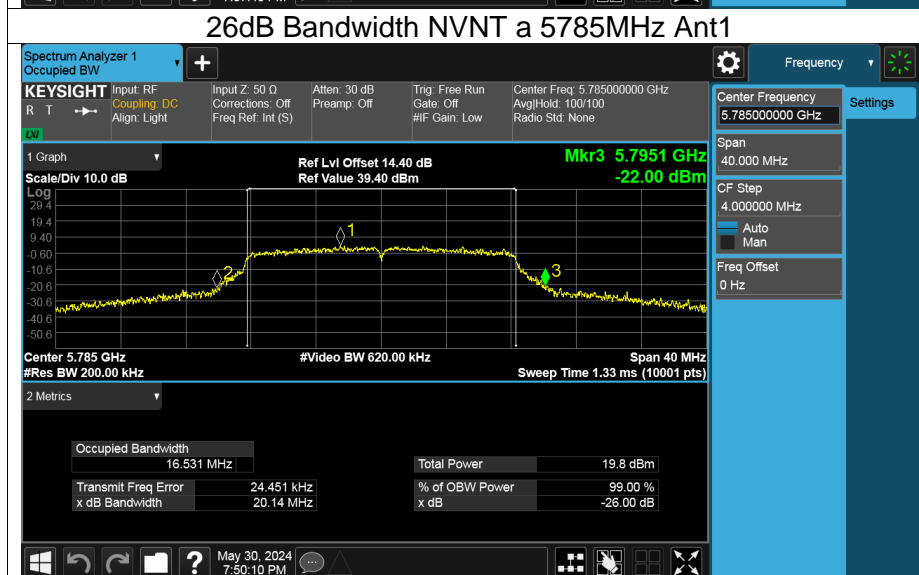 26dB Bandwidth NVNT a 5785MHz Ant1
Spectrum Analyzer 1
Occupied BW
+
Frequency
KEYSIGHT
R T
LXI
Input: RF
Coupling: DC
Align: Light
Input Z: 50 Ω
Corrections: Off
Freq Ref: Int (S)
Atten: 30 dB
Preamp: Off
Trig: Free Run
Gate: Off
#IF Gain: Low
Center Freq: 5.785000000 GHz
Avg|Hold: 100/100
Radio Std: None
Center Frequency
5.785000000 GHz
Settings
Span
40.000 MHz
CF Step
4.000000 MHz
Auto
Man
Freq Offset
0 Hz
1 Graph
Scale/Div 10.0 dB
Ref Lvl Offset 14.40 dB
Ref Value 39.40 dBm
Mkr3 5.7951 GHz
-22.00 dBm
Log
29.4
19.4
9.40
-0.60
-10.6
-20.6
-30.6
-40.6
-50.6
1
2
3
Center 5.785 GHz
#Video BW 620.00 kHz
Span 40 MHz
#Res BW 200.00 kHz
Sweep Time 1.33 ms (10001 pts)
2 Metrics
Occupied Bandwidth
16.531 MHz
Total Power 19.8 dBm
Transmit Freq Error 24.451 kHz
% of OBW Power 99.00 %
x dB Bandwidth 20.14 MHz
x dB -26.00 dB
?
May 30, 2024
7:50:10 PM